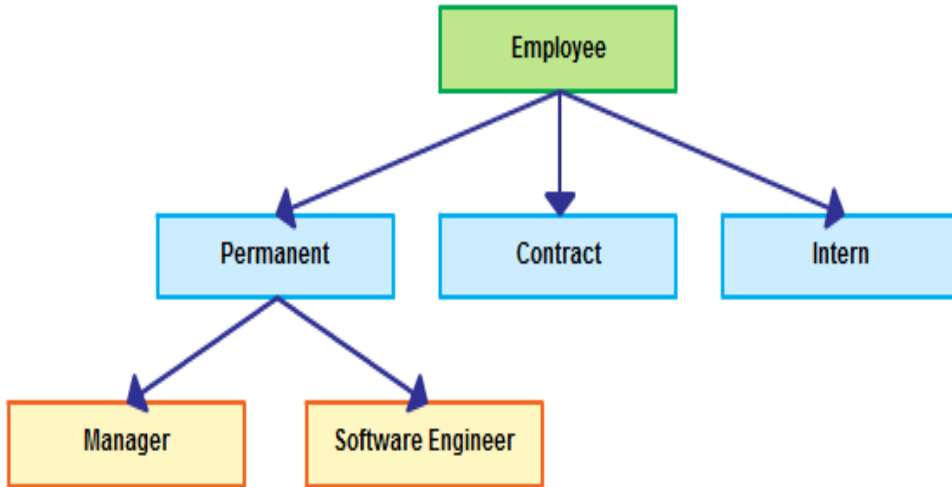 Employee
Permanent
Contract
Intern
Manager
Software Engineer